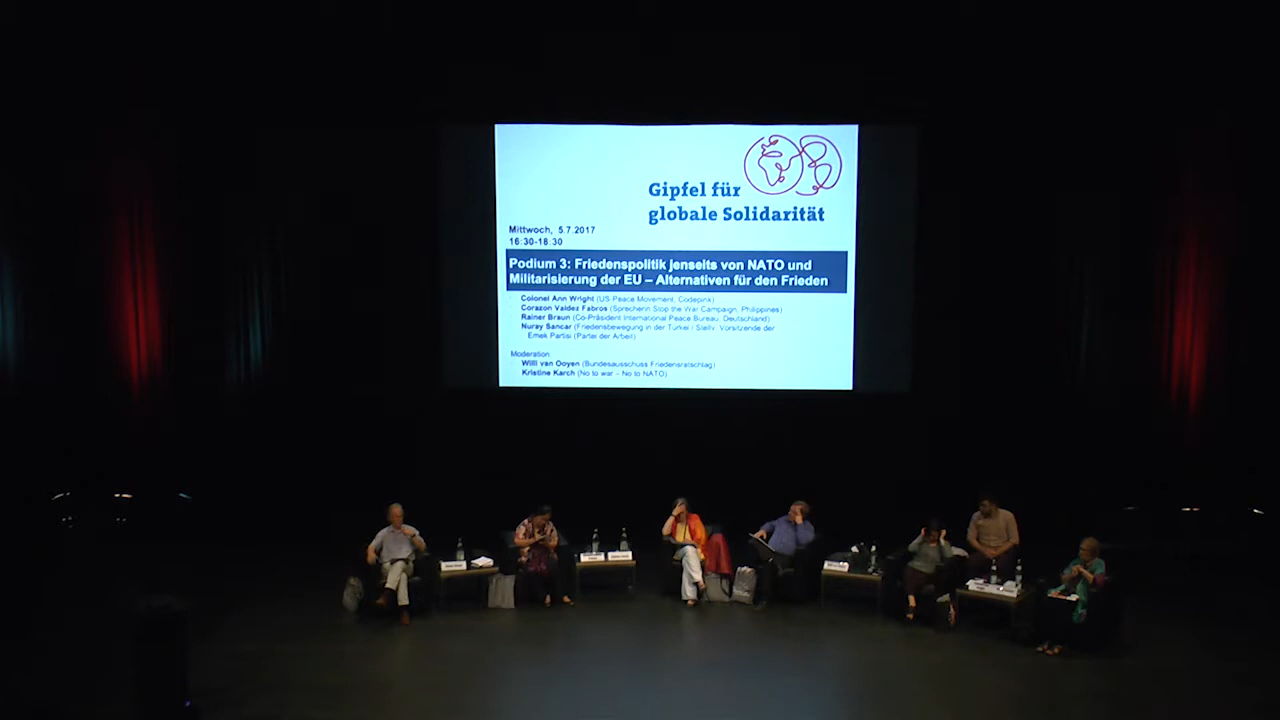 Gipfel für
globale Solidarität
Mittwoch, 5.7.2017
16:30-18:30
Podium 3: Friedenspolitik jenseits von NATO und
Militarisierung der EU – Alternativen für den Frieden
Colonel Ann Wright (US-Peace Movement, Codepink)
Corazon Valdez Fabros (Sprecherin Stop the War Campaign, Philippines)
Rainer Braun (Co-Präsident International Peace Bureau, Deutschland)
Nuray Sancar (Friedensbewegung in der Türkei / Stellv. Vorsitzende der
Emek Partisi (Partei der Arbeit)
Moderation
Willi van Ooyen (Bundesausschuss Friedensratschlag)
Kristine Karch (No to war - No to NATO)